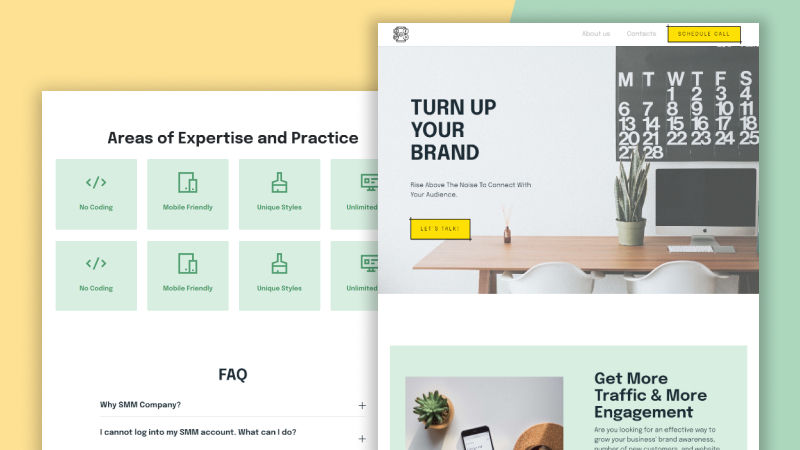 Areas of Expertise and Practice
No Coding
Mobile Friendly
Unique Styles
Unlimited
No Coding
Mobile Friendly
Unique Styles
Unlimited
FAQ
Why SMM Company?
I cannot log into my SMM account. What can I do?
About us
Contacts
SCHEDULE CALL
TURN UP
YOUR
BRAND
Rise Above The Noise To Connect With
Your Audience.
LET'S TALK!
M T W T F S
1 2 3 4
6 7 8 9 10 11
13 14 15 16 17 18
20 21 22 23 24 25
27 28
Get More
Traffic & More
Engagement
Are you looking for an effective way to
grow your business' brand awareness,
number of new customers, and website